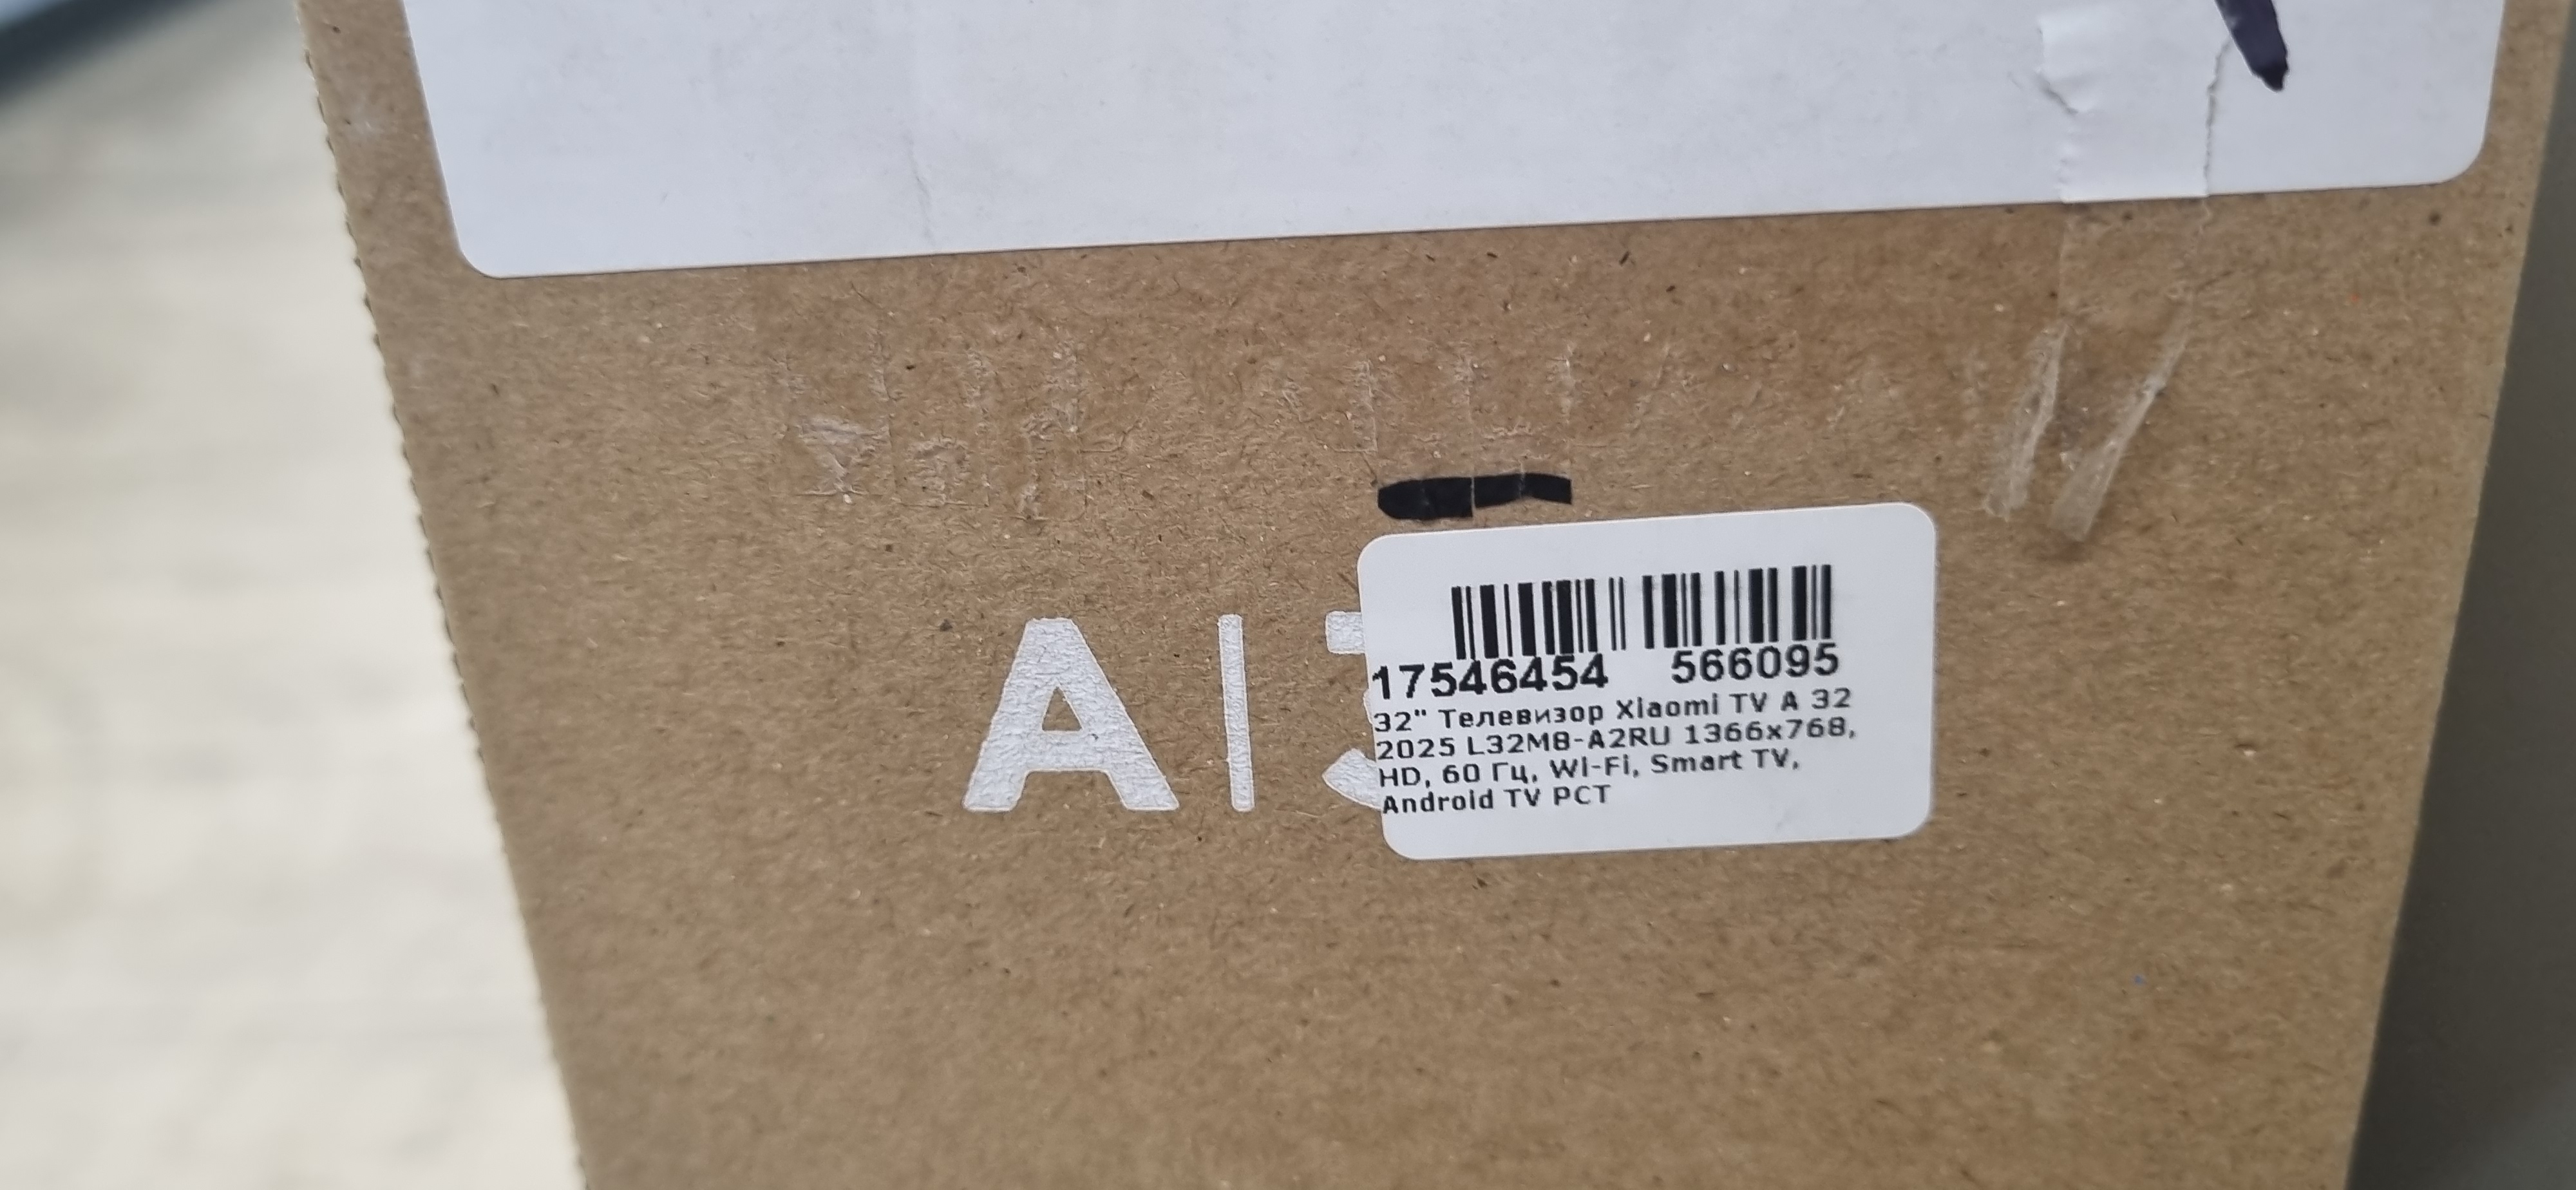 A|3
17546454 566095
32" Телевизор Xiaomi TV A 32
2025 L32M8-A2RU 1366x768,
HD, 60 Гц, Wi-Fi, Smart TV,
Android TV РСТ